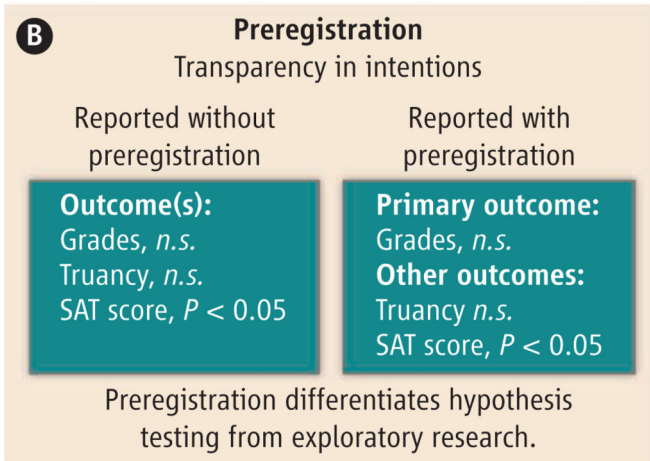 B
Preregistration
Transparency in intentions
Reported without
preregistration
Outcome(s):
Grades, n.s.
Truancy, n.s.
SAT score, P < 0.05
Reported with
preregistration
Primary outcome:
Grades, n.s.
Other outcomes:
Truancy n.s.
SAT score, P < 0.05
Preregistration differentiates hypothesis
testing from exploratory research.